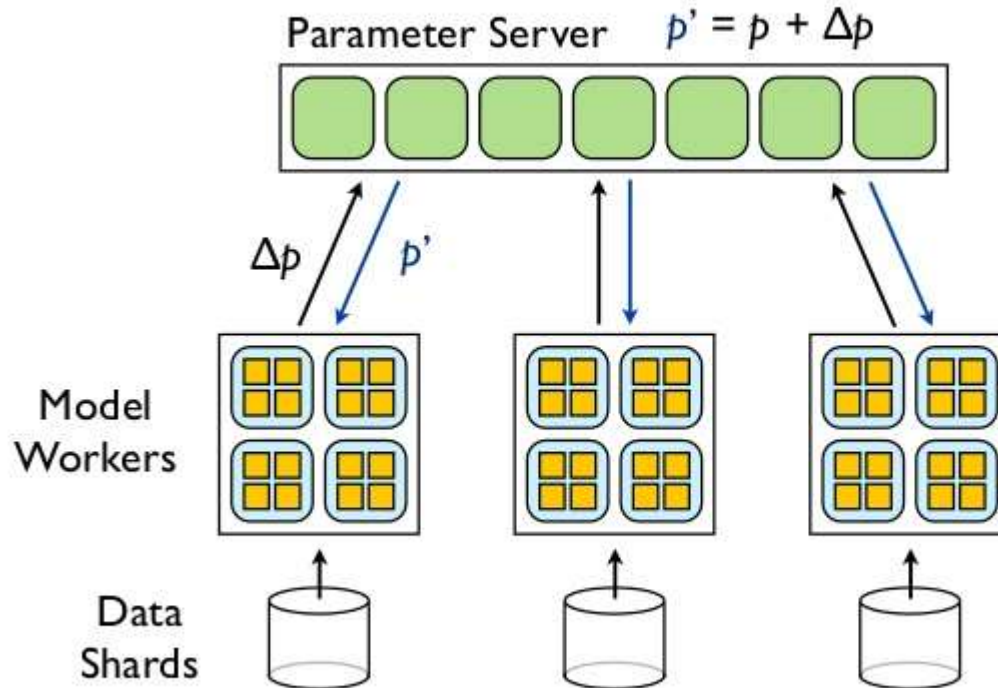 Parameter Server p’ = p + Δp
Δp p’
Model
Workers
Data
Shards